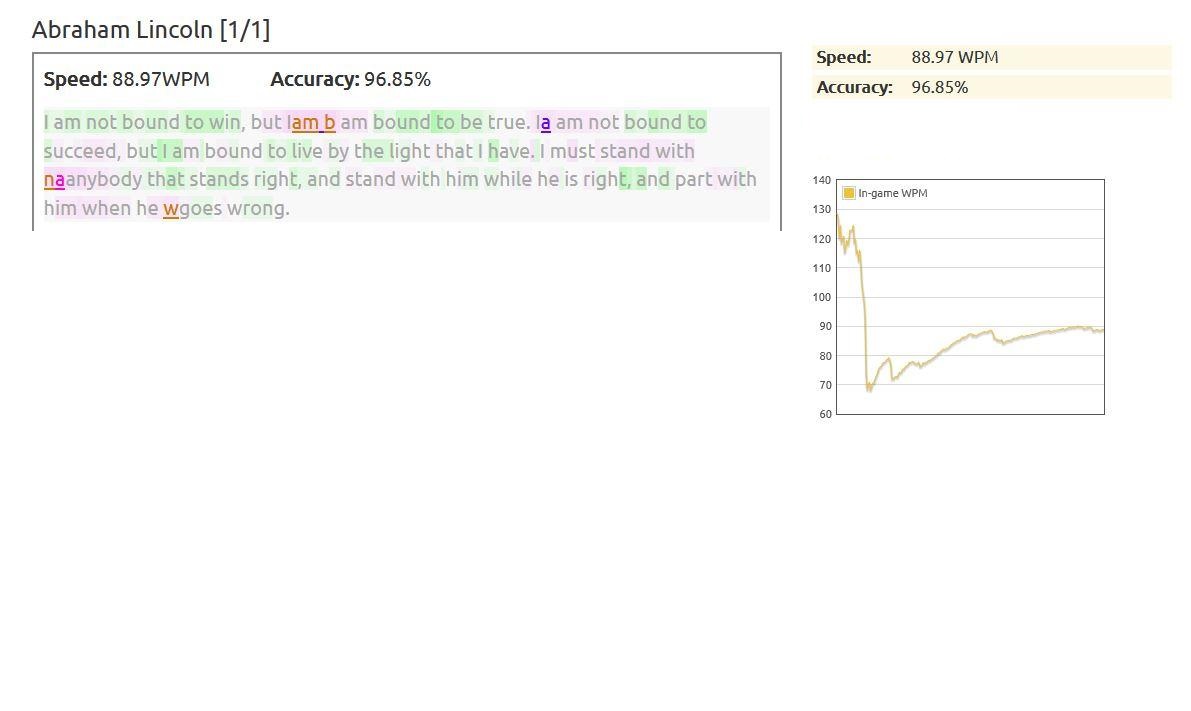 Abraham Lincoln [1/1]
Speed: 88.97WPM Accuracy: 96.85%
I am not bound to win, but Iam b am bound to be true. Ia am not bound to
succeed, but I am bound to live by the light that I have. I must stand with
naanybody that stands right, and stand with him while he is right, and part with
him when he wgoes wrong.
Speed: 88.97 WPM
Accuracy: 96.85%
140
In-game WPM
130
120
110
100
90
80
70
60